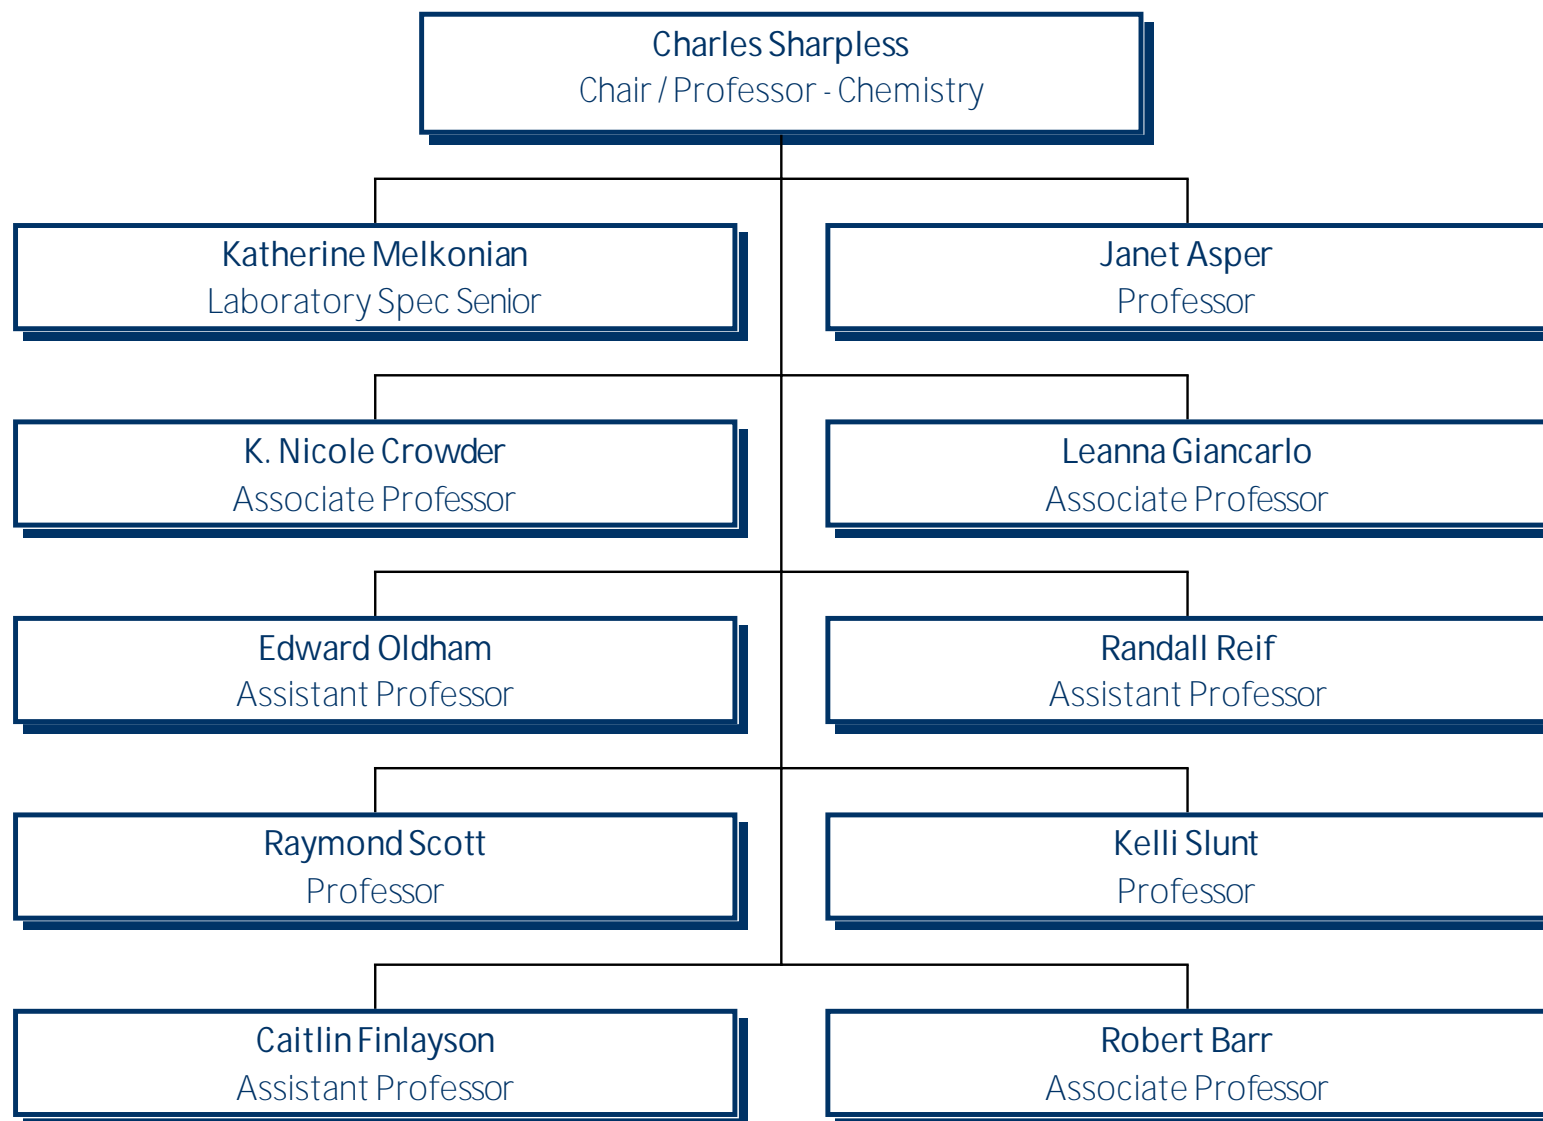 Charles Sharpless
Chair / Professor - Chemistry
Katherine Melkonian
Laboratory Spec Senior
Janet Asper
Professor
K. Nicole Crowder
Associate Professor
Leanna Giancarlo
Associate Professor
Edward Oldham
Assistant Professor
Randall Reif
Assistant Professor
Raymond Scott
Professor
Kelli Slunt
Professor
Caitlin Finlayson
Assistant Professor
Robert Barr
Associate Professor